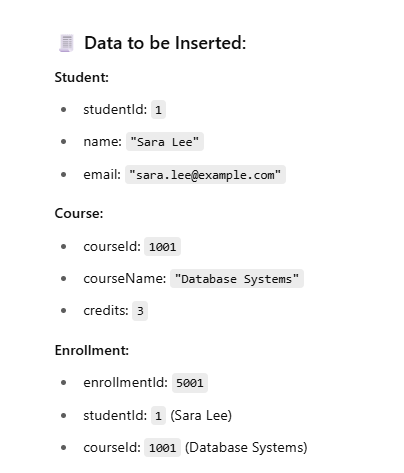 Data to be Inserted:
Student:
studentId: 1
name: "Sara Lee"
email: "sara.lee@example.com"
Course:
courseId: 1001
courseName: "Database Systems"
credits: 3
Enrollment:
enrollmentId: 5001
studentId: 1 (Sara Lee)
courseId: 1001 (Database Systems)